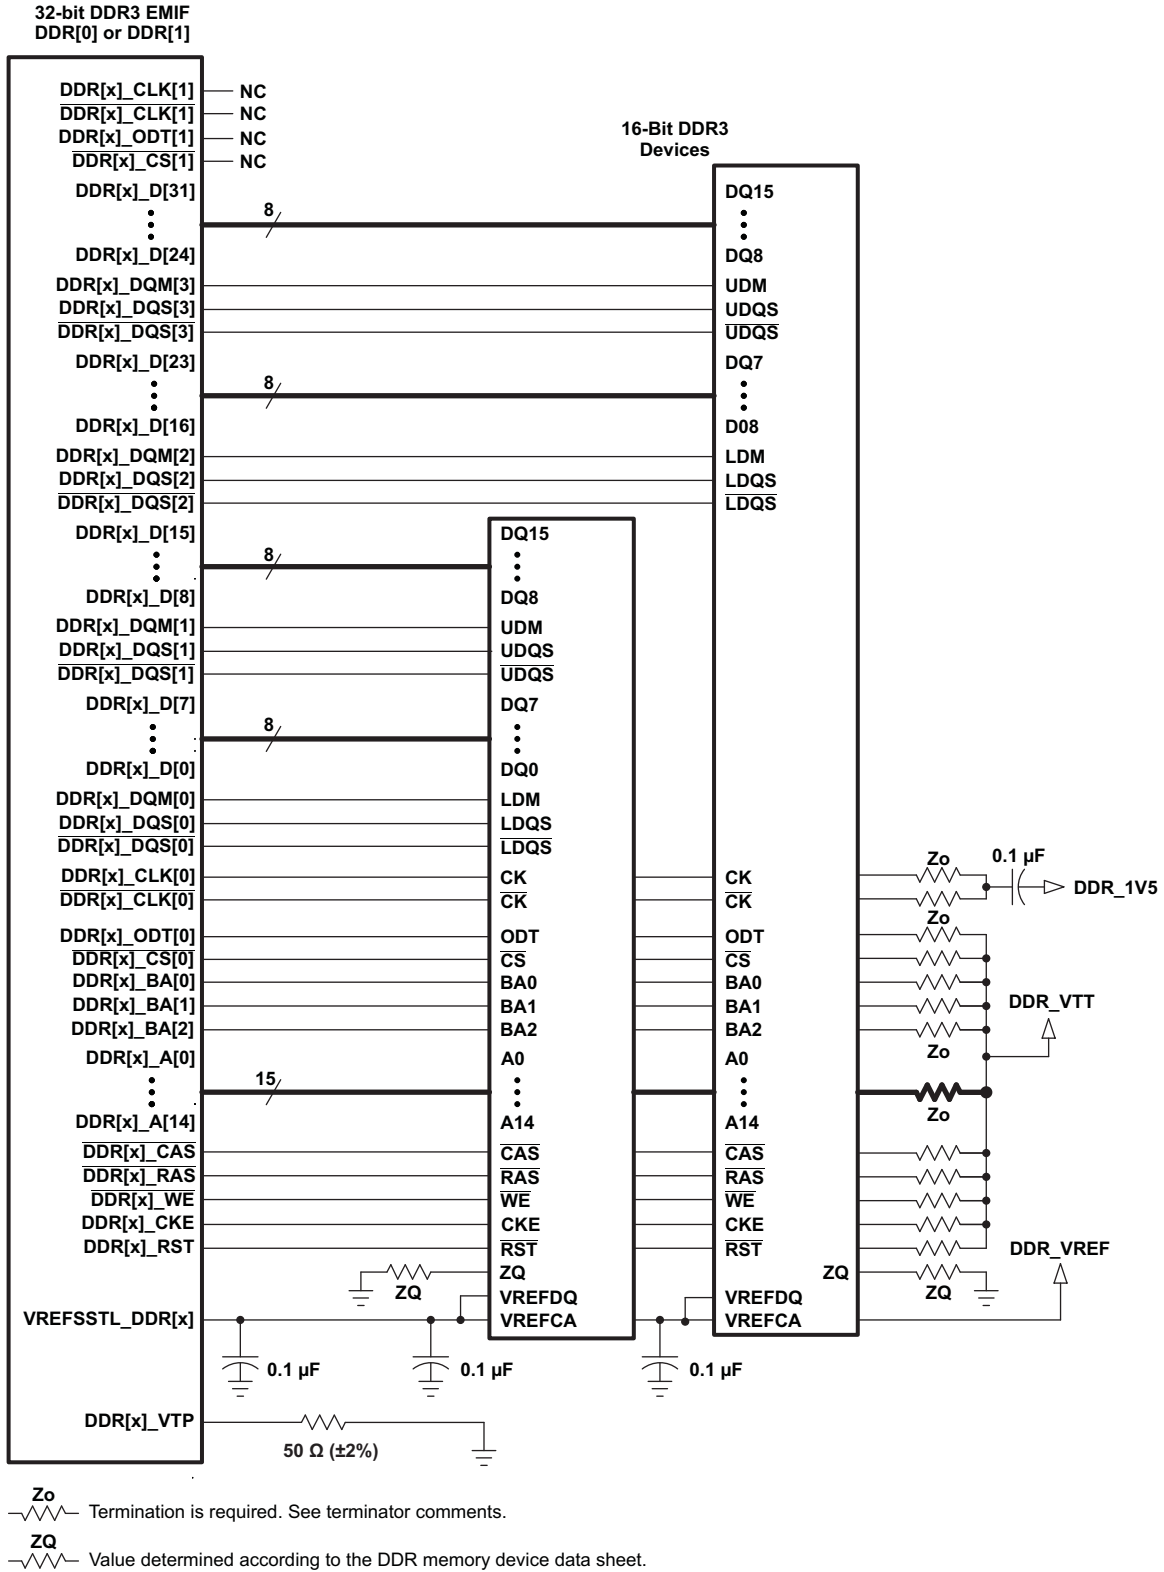 32-bit DDR3 EMIF
DDR[0] or DDR[1]
DDR[x]_CLK[1] NC
DDR[x]_CLK[1] NC
DDR[x]_ODT[1] NC
DDR[x]_CS[1] NC
16-Bit DDR3
Devices
DDR[x]_D[31] 8 DQ15
DDR[x]_D[24] DQ8
DDR[x]_DQM[3] UDM
DDR[x]_DQS[3] UDQS
DDR[x]_DQS[3] UDQS
DDR[x]_D[23] 8 DQ7
DDR[x]_D[16] D08
DDR[x]_DQM[2] LDM
DDR[x]_DQS[2] LDQS
DDR[x]_DQS[2] LDQS
DDR[x]_D[15] 8 DQ15
DDR[x]_D[8] DQ8
DDR[x]_DQM[1] UDM
DDR[x]_DQS[1] UDQS
DDR[x]_DQS[1] UDQS
DDR[x]_D[7] 8 DQ7
DDR[x]_D[0] DQ0
DDR[x]_DQM[0] LDM
DDR[x]_DQS[0] LDQS
DDR[x]_DQS[0] LDQS
Zo 0.1 µF
DDR[x]_CLK[0] CK CK DDR_1V5
DDR[x]_CLK[0] CK CK
Zo
DDR[x]_ODT[0] ODT ODT
DDR[x]_CS[0] CS CS
DDR[x]_BA[0] BA0 BA0
DDR[x]_BA[1] BA1 BA1 DDR_VTT
DDR[x]_BA[2] BA2 BA2
Zo
DDR[x]_A[0] A0 A0
15
Zo
DDR[x]_A[14] A14 A14
DDR[x]_CAS CAS CAS
DDR[x]_RAS RAS RAS
DDR[x]_WE WE WE
DDR[x]_CKE CKE CKE
DDR[x]_RST RST RST DDR_VREF
ZQ ZQ ZQ ZQ
VREFDQ VREFDQ
VREFSSTL_DDR[x] VREFCA VREFCA
0.1 µF 0.1 µF 0.1 µF
DDR[x]_VTP
50 Ω (±2%)
Zo
Termination is required. See terminator comments.
ZQ
Value determined according to the DDR memory device data sheet.